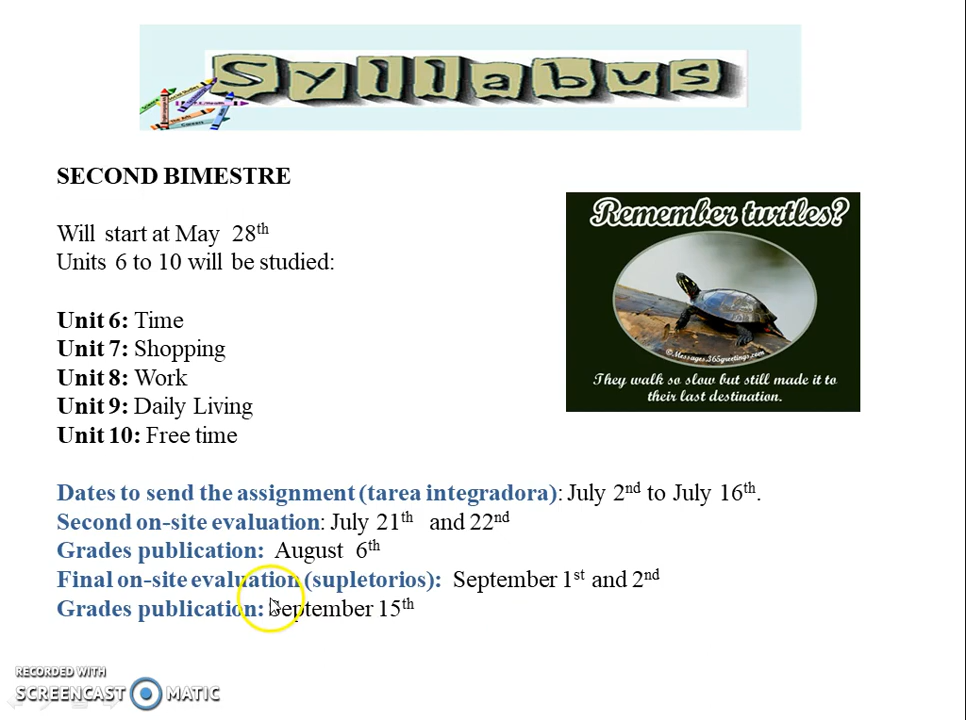 Syllabus
SECOND BIMESTRE
Will start at May 28th
Units 6 to 10 will be studied:
Unit 6: Time
Unit 7: Shopping
Unit 8: Work
Unit 9: Daily Living
Unit 10: Free time
Remember turtles?
©Messages.365greetings.com
They walk so slow but still made it to
their last destination.
Dates to send the assignment (tarea integradora): July 2nd to July 16th.
Second on-site evaluation: July 21th and 22nd
Grades publication: August 6th
Final on-site evaluation (supletorios): September 1st and 2nd
Grades publication: September 15th
RECORDED WITH
SCREENCAST MATIC